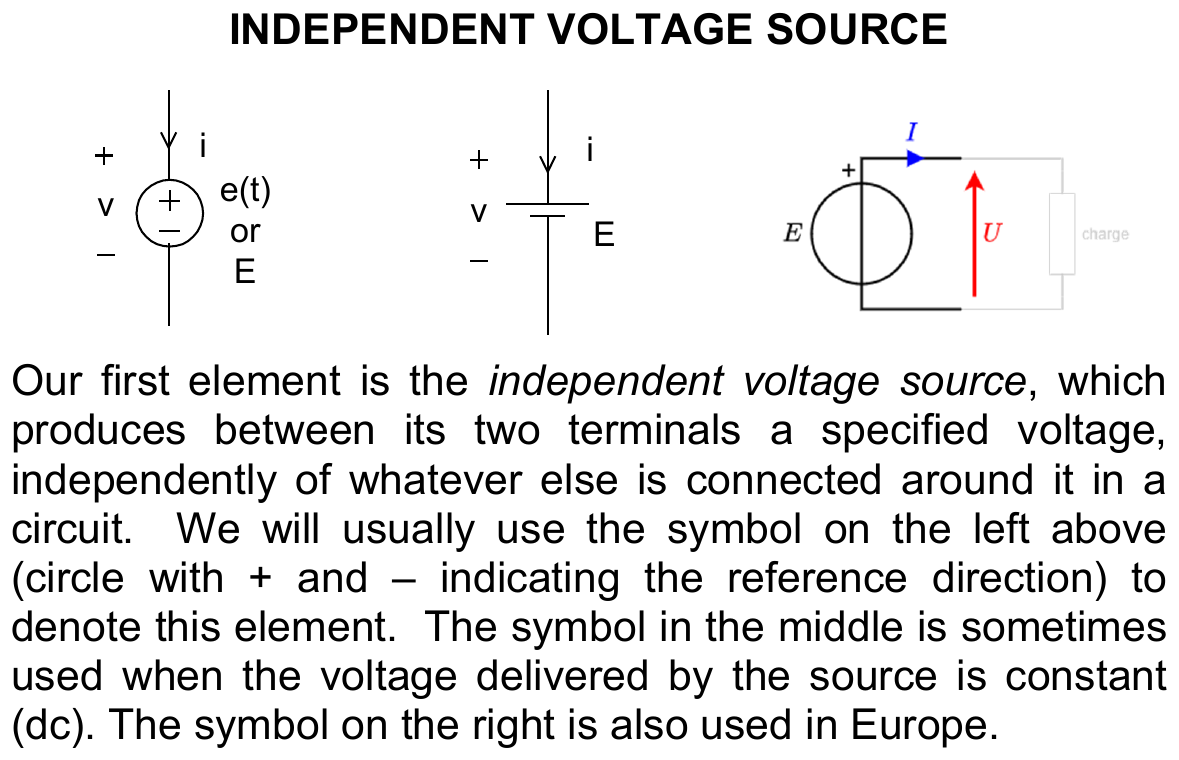 INDEPENDENT VOLTAGE SOURCE
+
v
–
i
+
–
e(t)
or
E
+
v
–
i
E
I
+
E
U
charge
Our first element is the independent voltage source, which
produces between its two terminals a specified voltage,
independently of whatever else is connected around it in a
circuit. We will usually use the symbol on the left above
(circle with + and – indicating the reference direction) to
denote this element. The symbol in the middle is sometimes
used when the voltage delivered by the source is constant
(dc). The symbol on the right is also used in Europe.